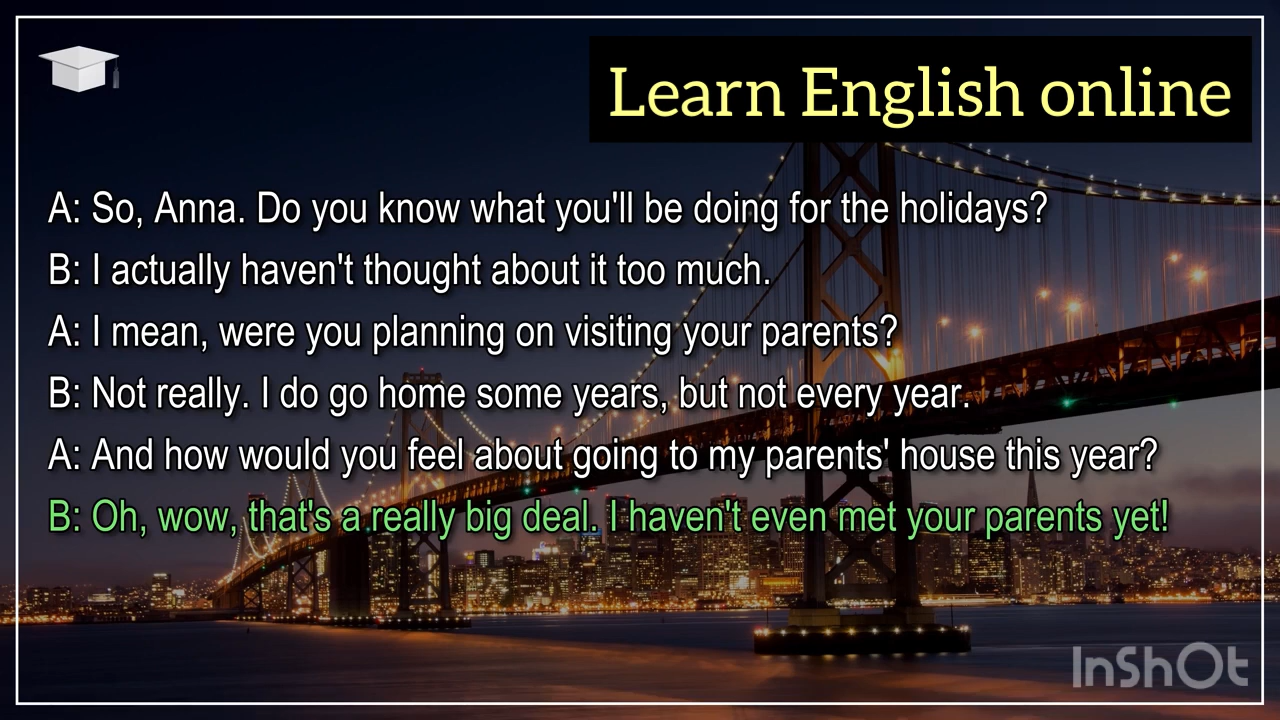 Learn English online
A: So, Anna. Do you know what you'll be doing for the holidays?
B: I actually haven't thought about it too much.
A: I mean, were you planning on visiting your parents?
B: Not really. I do go home some years, but not every year.
A: And how would you feel about going to my parents' house this year?
B: Oh, wow, that's a really big deal. I haven't even met your parents yet!
InShOt